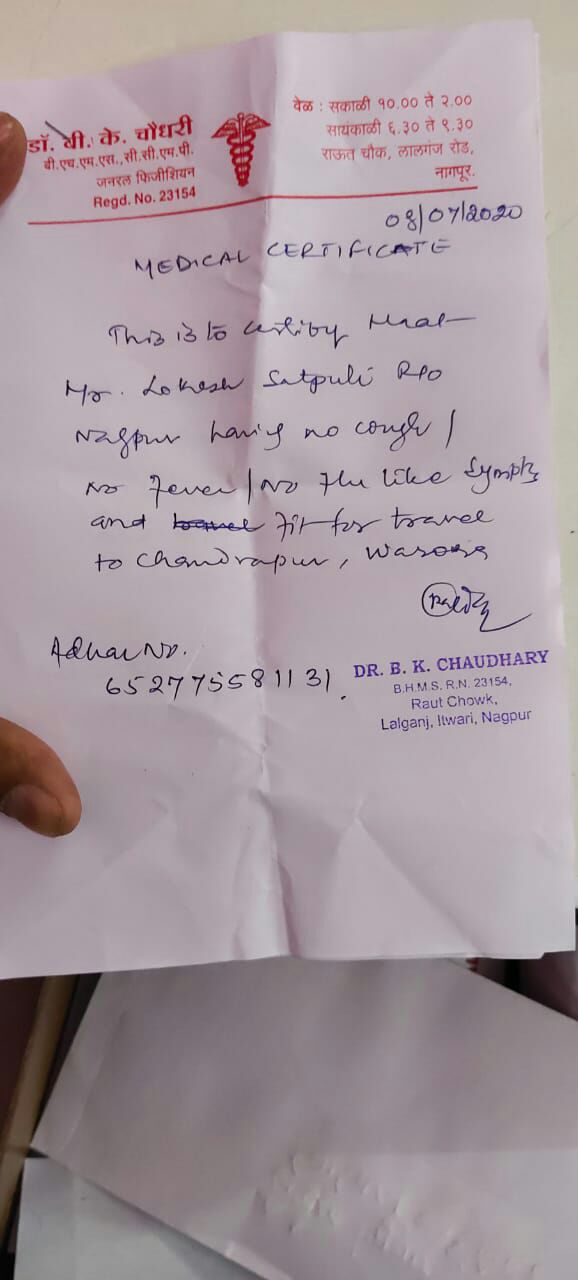 डॉ. बी. के. चौधरी
बी.एच.एम.एस.,सी.सी.एम.पी.
जनरल फिजीशियन
Regd. No. 23154
वेळ : सकाळी १०.०० ते २.००
सायंकाळी ६.३० ते ९.३०
राऊत चौक, लालगंज रोड,
नागपूर.
08/07/2020
MEDICAL CERTIFICATE
This is to certify that
Mr. Lokesh Satpuli R/o
Nagpur having no cough /
No Fever / No Flu like Sympts
and travel Fit for travel
to Chandrapur, Warora
Adhar No.
652775581131.
DR. B. K. CHAUDHARY
B.H.M.S. R.N. 23154,
Raut Chowk,
Lalganj, Itwari, Nagpur